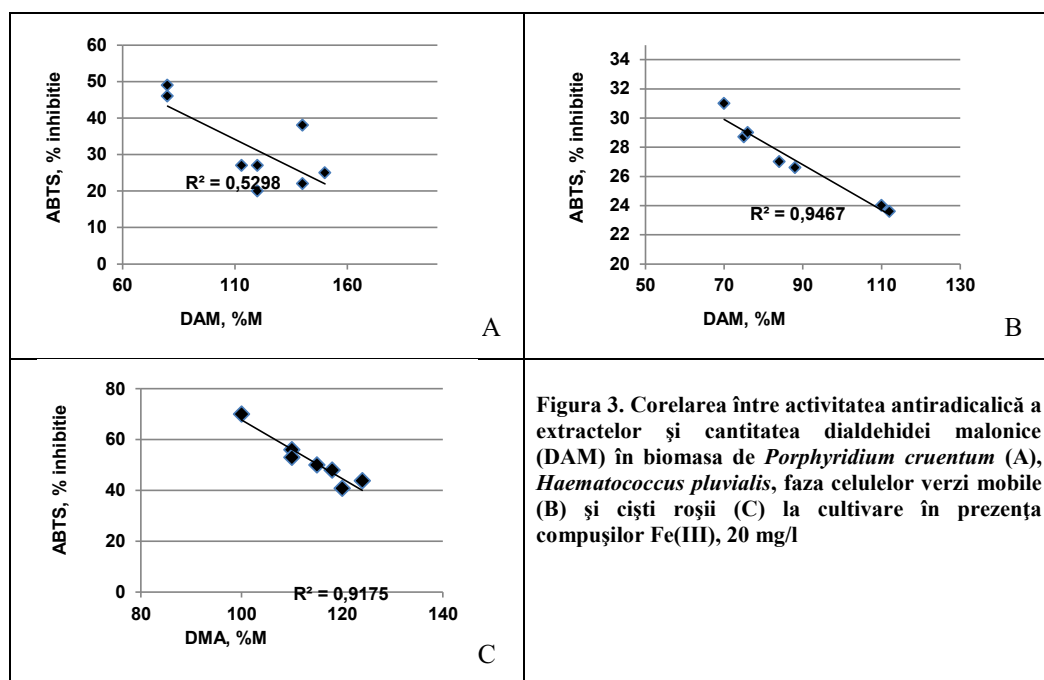 60
50
40
30
20
10
0
ABTS, % inhibitie
R² = 0,5298
60 110 160
DAM, %M
A
34
32
30
28
26
24
22
20
ABTS, % inhibitie
R² = 0,9467
50 70 90 110 130
DAM, %M
B
80
60
40
20
0
ABTS, % inhibitie
R² = 0,9175
80 100 120 140
DMA, %M
C
Figura 3. Corelarea între activitatea antiradicalică a
extractelor şi cantitatea dialdehidei malonice
(DAM) în biomasa de Porphyridium cruentum (A),
Haematococcus pluvialis, faza celulelor verzi mobile
(B) şi cişti roşii (C) la cultivare în prezenţa
compuşilor Fe(III), 20 mg/l